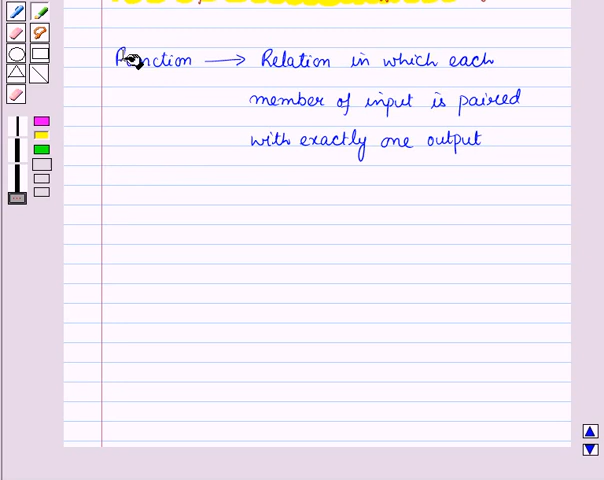 Function → Relation in which each
member of input is paired
with exactly one output